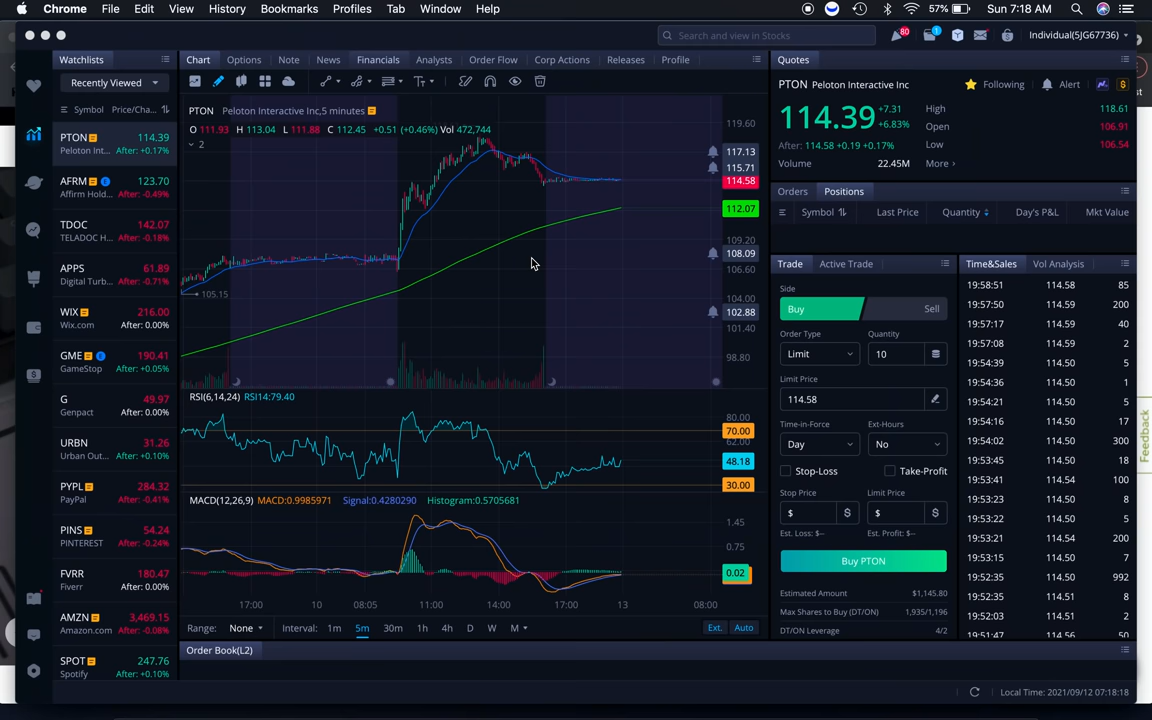 Chrome File Edit View History Bookmarks Profiles Tab Window Help
57% Sun 7:18 AM
Search and view in Stocks
80
1
Individual(5JG67736)
Watchlists
Recently Viewed
Symbol Price/Cha...
PTON 114.39
Peloton Int... After: +0.17%
AFRM 123.70
Affirm Hold... After: -0.49%
TDOC 142.07
TELADOC H... After: -0.18%
APPS 61.89
Digital Tur... After: -0.71%
WIX 216.00
Wix.com After: 0.00%
GME 190.41
GameStop After: +0.05%
G 49.97
Genpact After: 0.00%
URBN 31.26
Urban Out... After: +0.10%
PYPL 284.32
PayPal After: -0.41%
PINS 54.24
PINTEREST After: -0.24%
FVRR 180.47
Fiverr After: 0.00%
AMZN 3,469.15
Amazon.com After: -0.08%
SPOT 247.76
Spotify After: +0.10%
Chart Options Note News Financials Analysts Order Flow Corp Actions Releases Profile
PTON Peloton Interactive Inc,5 minutes
O 111.93 H 113.04 L 111.88 C 112.45 +0.51 (+0.46%) Vol 472,744
2
119.60
117.13
115.71
114.58
112.07
109.20
108.09
106.60
104.00
102.88
101.40
98.80
105.15
RSI(6,14,24) RSI14:79.40
80.00
70.00
62.00
48.18
30.00
MACD(12,26,9) MACD:0.9985971 Signal:0.4280290 Histogram:0.5705681
1.45
0.75
0.02
17:00 10 08:05 11:00 14:00 17:00 13 08:00
Range: None Interval: 1m 5m 30m 1h 4h D W M Ext. Auto
Order Book(L2)
Quotes
PTON Peloton Interactive Inc Following Alert
114.39 +7.31
+6.83%
After: 114.58 +0.19 +0.17%
Volume 22.45M
High 118.61
Open 106.91
Low 106.54
More
Orders Positions
Symbol Last Price Quantity Day's P&L Mkt Value
Trade Active Trade
Side
Buy Sell
Order Type Quantity
Limit 10
Limit Price
114.58
Time-in-Force Ext-Hours
Day No
Stop-Loss Take-Profit
Stop Price Limit Price
$ $ $ $
Est. Loss: $-- Est. Profit: $--
Buy PTON
Estimated Amount $1,145.80
Max Shares to Buy (DT/ON) 1,935/1,196
DT/ON Leverage 4/2
Time&Sales Vol Analysis
19:58:51 114.58 85
19:57:50 114.59 200
19:57:17 114.59 40
19:57:08 114.59 2
19:54:39 114.50 5
19:54:36 114.50 1
19:54:21 114.50 5
19:54:16 114.50 17
19:54:02 114.50 300
19:53:45 114.50 18
19:53:41 114.54 100
19:53:23 114.50 8
19:53:22 114.50 5
19:53:21 114.54 200
19:53:15 114.50 7
19:52:35 114.50 992
19:52:35 114.51 8
19:52:03 114.51 2
19:51:47 114.56 50
Local Time: 2021/09/12 07:18:18
Feedback